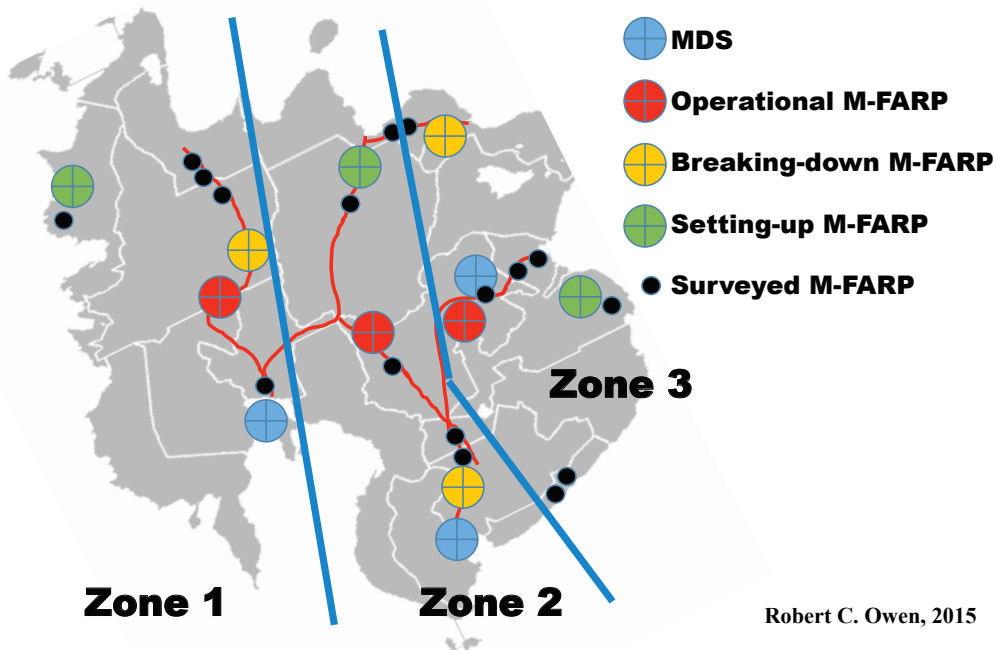 MDS
Operational M-FARP
Breaking-down M-FARP
Setting-up M-FARP
Surveyed M-FARP
Zone 3
Zone 1
Zone 2
Robert C. Owen, 2015